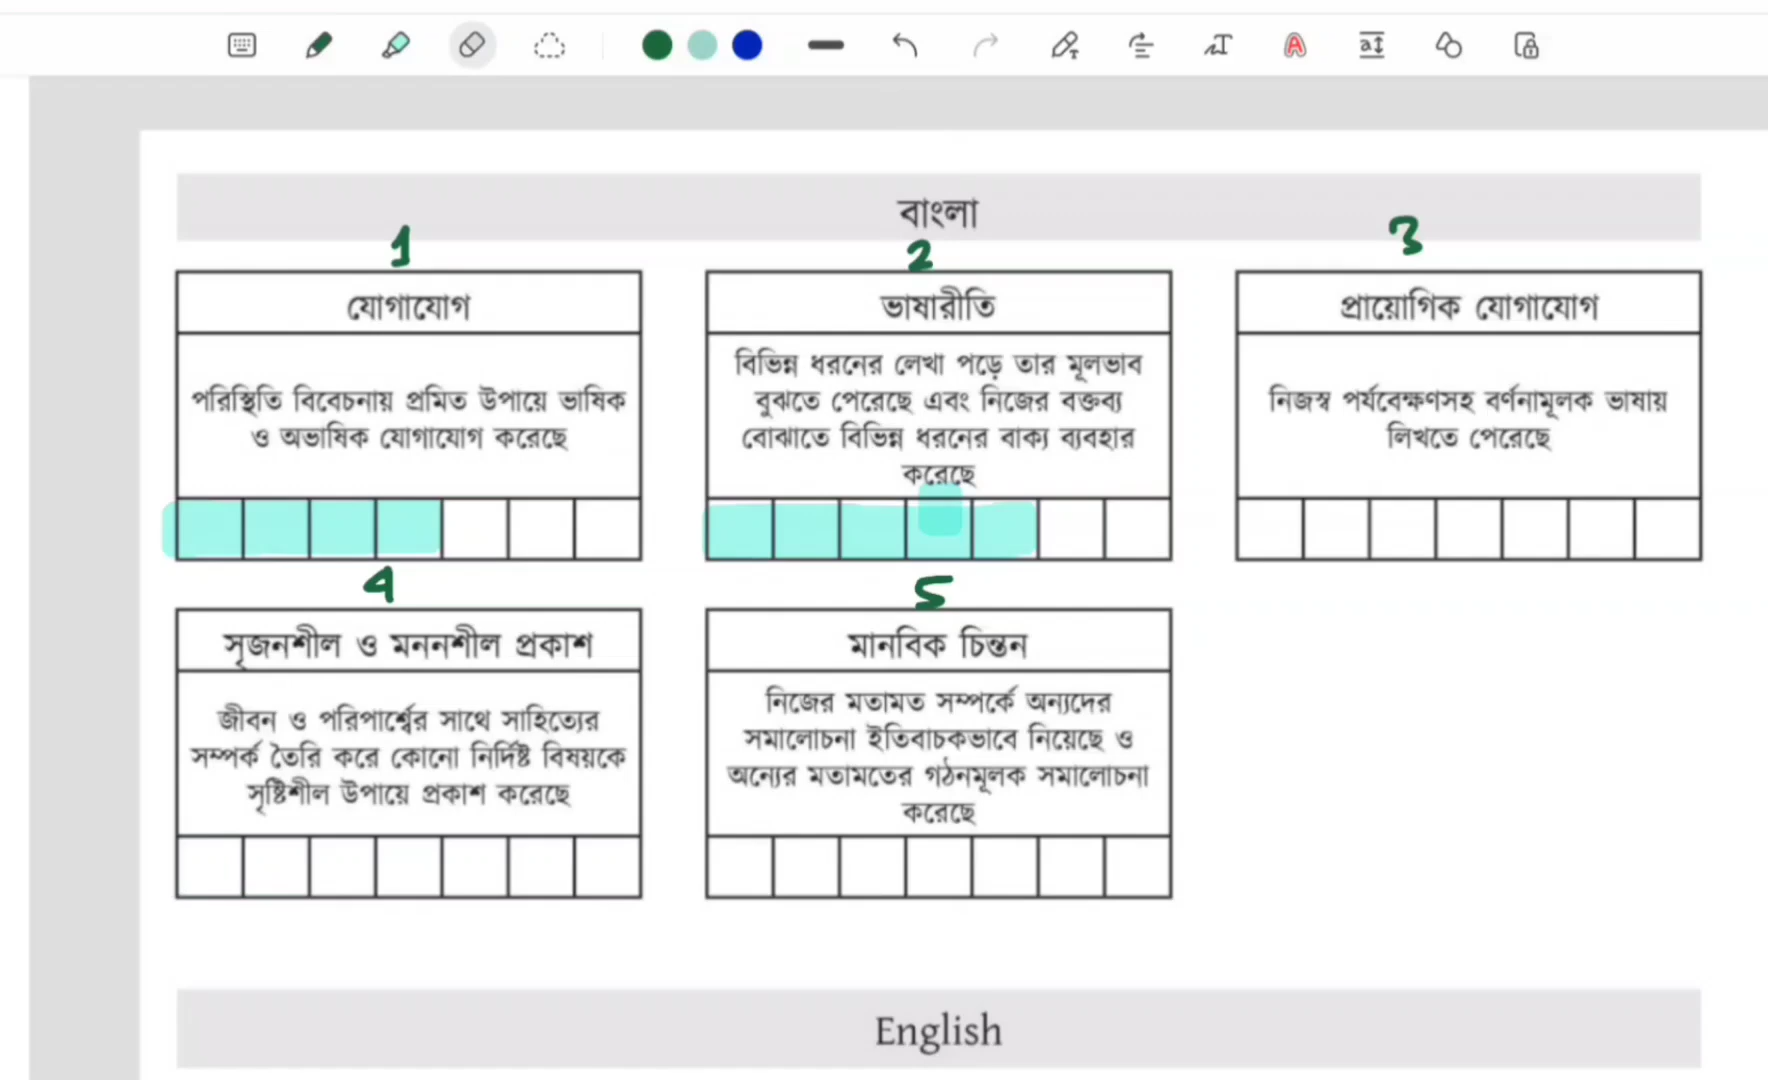 বাংলা
1
2
3
যোগাযোগ
পরিস্থিতি বিবেচনায় প্রমিত উপায়ে ভাষিক
ও অভাষিক যোগাযোগ করেছে
ভাষারীতি
বিভিন্ন ধরনের লেখা পড়ে তার মূলভাব
বুঝতে পেরেছে এবং নিজের বক্তব্য
বোঝাতে বিভিন্ন ধরনের বাক্য ব্যবহার
করেছে
প্রায়োগিক যোগাযোগ
নিজস্ব পর্যবেক্ষণসহ বর্ণনামূলক ভাষায়
লিখতে পেরেছে
4
5
সৃজনশীল ও মননশীল প্রকাশ
জীবন ও পরিপার্শ্বের সাথে সাহিত্যের
সম্পর্ক তৈরি করে কোনো নির্দিষ্ট বিষয়কে
সৃষ্টিশীল উপায়ে প্রকাশ করেছে
মানবিক চিন্তন
নিজের মতামত সম্পর্কে অন্যদের
সমালোচনা ইতিবাচকভাবে নিয়েছে ও
অন্যের মতামতের গঠনমূলক সমালোচনা
করেছে
English